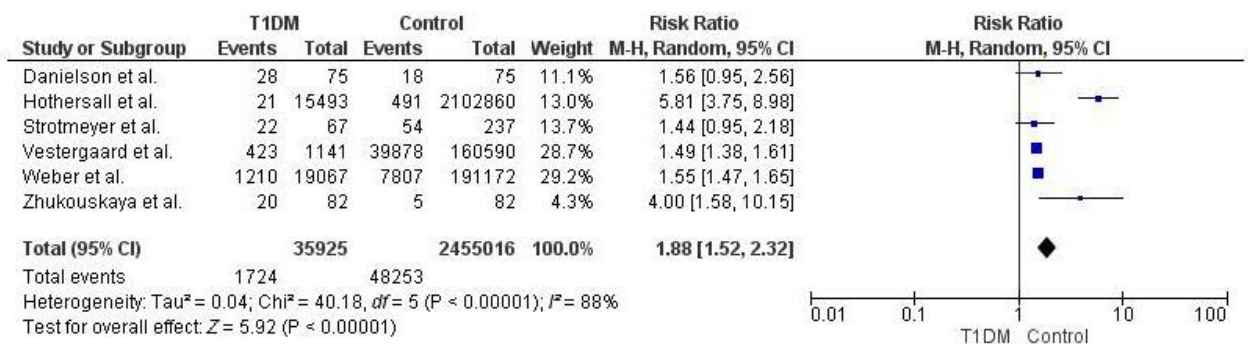 T1DM Control Risk Ratio Risk Ratio
Study or Subgroup Events Total Events Total Weight M-H, Random, 95% CI M-H, Random, 95% CI
Danielson et al. 28 75 18 75 11.1% 1.56 [0.95, 2.56]
Hothersall et al. 21 15493 491 2102860 13.0% 5.81 [3.75, 8.98]
Strotmeyer et al. 22 67 54 237 13.7% 1.44 [0.95, 2.18]
Vestergaard et al. 423 1141 39878 160590 28.7% 1.49 [1.38, 1.61]
Weber et al. 1210 19067 7807 191172 29.2% 1.55 [1.47, 1.65]
Zhukouskaya et al. 20 82 5 82 4.3% 4.00 [1.58, 10.15]
Total (95% CI) 35925 2455016 100.0% 1.88 [1.52, 2.32]
Total events 1724 48253
Heterogeneity: Tau² = 0.04; Chi² = 40.18, df = 5 (P < 0.00001); I² = 88%
Test for overall effect: Z = 5.92 (P < 0.00001)
0.01 0.1 1 10 100
T1DM Control